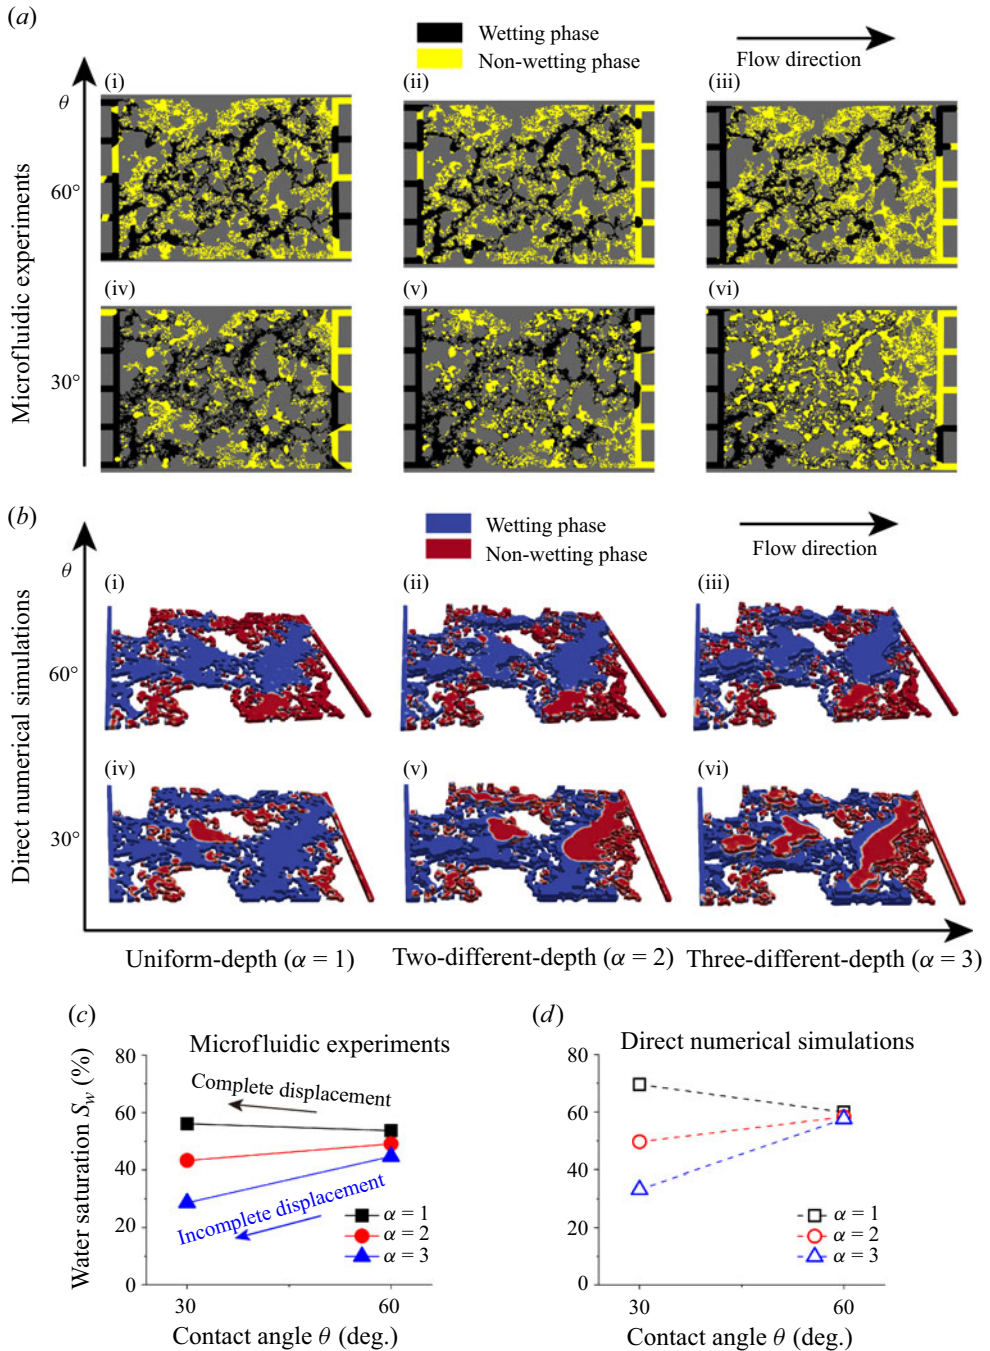 (a)
Wetting phase
Non-wetting phase
Flow direction
Microfluidic experiments
θ
60°
30°
(i)
(ii)
(iii)
(iv)
(v)
(vi)
(b)
Wetting phase
Non-wetting phase
Flow direction
Direct numerical simulations
θ
60°
30°
(i)
(ii)
(iii)
(iv)
(v)
(vi)
Uniform-depth (α = 1)
Two-different-depth (α = 2)
Three-different-depth (α = 3)
(c)
Microfluidic experiments
Water saturation S_w (%)
80
60
40
20
0
Complete displacement
Incomplete displacement
α = 1
α = 2
α = 3
30
60
Contact angle θ (deg.)
(d)
Direct numerical simulations
80
60
40
20
0
α = 1
α = 2
α = 3
30
60
Contact angle θ (deg.)